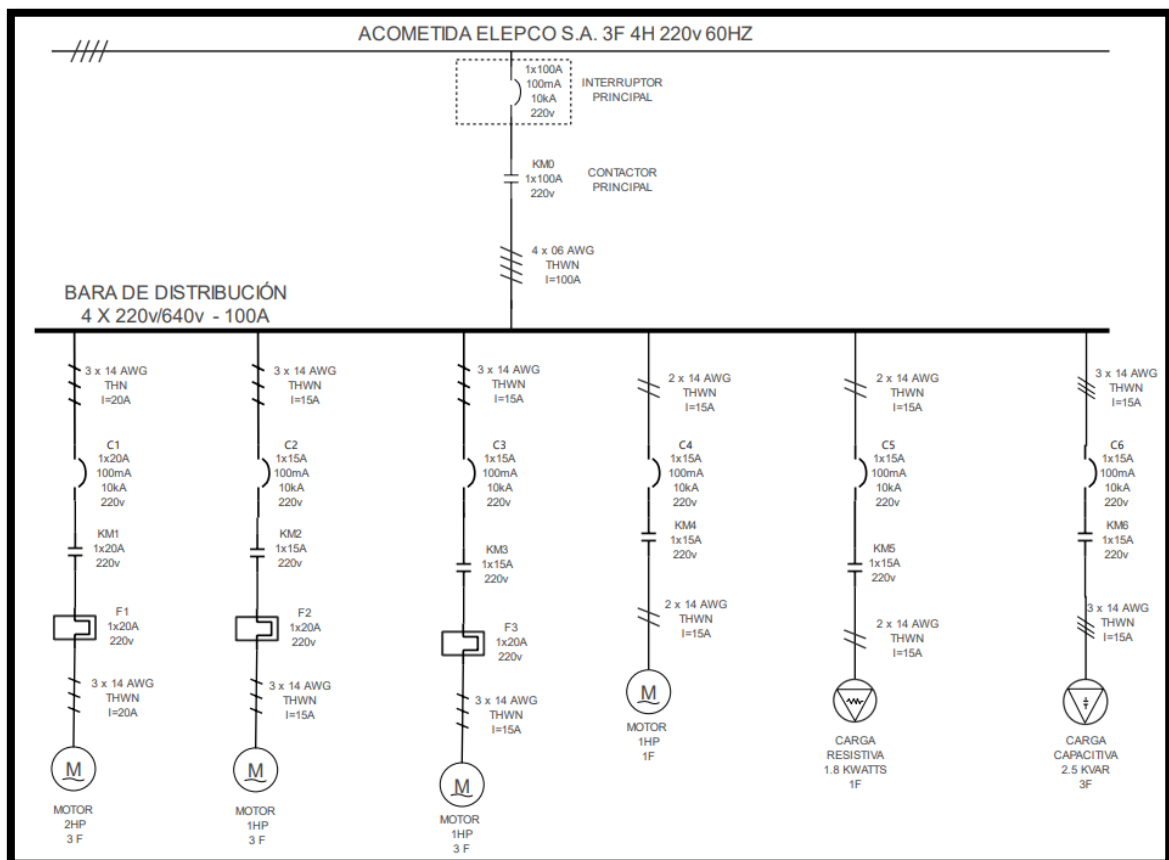 ACOMETIDA ELEPCO S.A. 3F 4H 220v 60HZ
1x100A
100mA
10kA
220v
INTERRUPTOR
PRINCIPAL
KM0
1x100A
220v
CONTACTOR
PRINCIPAL
4 x 06 AWG
THWN
I=100A
BARA DE DISTRIBUCIÓN
4 X 220v/640v - 100A
3 x 14 AWG
THN
I=20A
C1
1x20A
100mA
10kA
220v
KM1
1x20A
220v
F1
1x20A
220v
3 x 14 AWG
THWN
I=20A
M
MOTOR
2HP
3 F
3 x 14 AWG
THWN
I=15A
C2
1x15A
100mA
10kA
220v
KM2
1x15A
220v
F2
1x20A
220v
3 x 14 AWG
THWN
I=15A
M
MOTOR
1HP
3 F
3 x 14 AWG
THWN
I=15A
C3
1x15A
100mA
10kA
220v
KM3
1x15A
220v
F3
1x20A
220v
3 x 14 AWG
THWN
I=15A
M
MOTOR
1HP
3 F
2 x 14 AWG
THWN
I=15A
C4
1x15A
100mA
10kA
220v
KM4
1x15A
220v
2 x 14 AWG
THWN
I=15A
M
MOTOR
1HP
1F
2 x 14 AWG
THWN
I=15A
C5
1x15A
100mA
10kA
220v
KM5
1x15A
220v
2 x 14 AWG
THWN
I=15A
CARGA
RESISTIVA
1.8 KWATTS
1F
3 x 14 AWG
THWN
I=15A
C6
1x15A
100mA
10kA
220v
KM6
1x15A
220v
3 x 14 AWG
THWN
I=15A
CARGA
CAPACITIVA
2.5 KVAR
3F